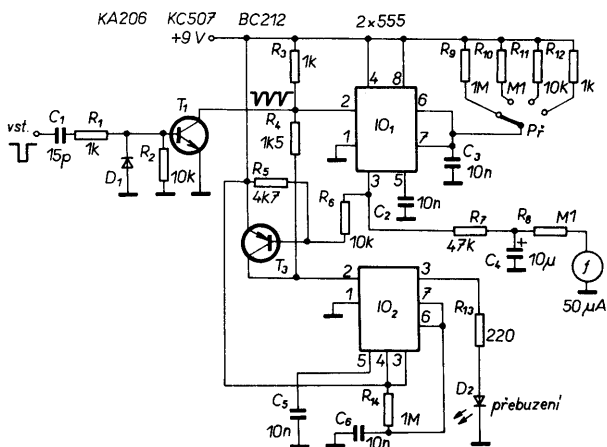 KA206 KC507 BC212 2×555
+9 V
R3
1k
R9
1M
R10
M1
R11
10k
R12
1k
Př
vst.
C1
15p
R1
1k
D1
R2
10k
T1
R4
1k5
4 8
2 6
1 7
3 5
IO1
C3
10n
C2
10n
R5
4k7
R6
10k
T3
R7
47k
R8
M1
C4
+
10μ
f
50 μA
2 3
1 7
6
5 4 3
IO2
R13
220
D2
přebuzení
C5
10n
C6
10n
R14
1M